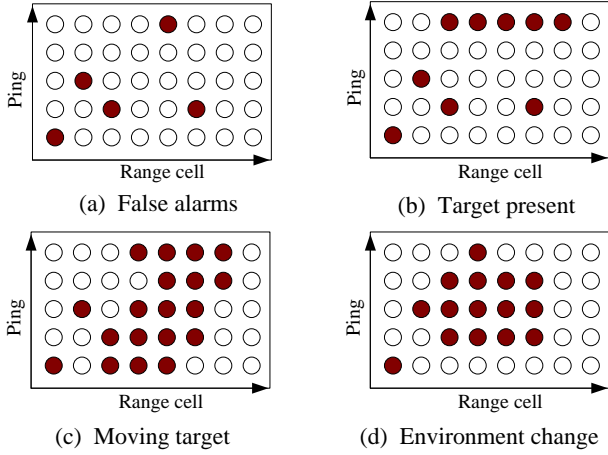 Ping
Range cell
(a) False alarms
Ping
Range cell
(b) Target present
Ping
Range cell
(c) Moving target
Ping
Range cell
(d) Environment change